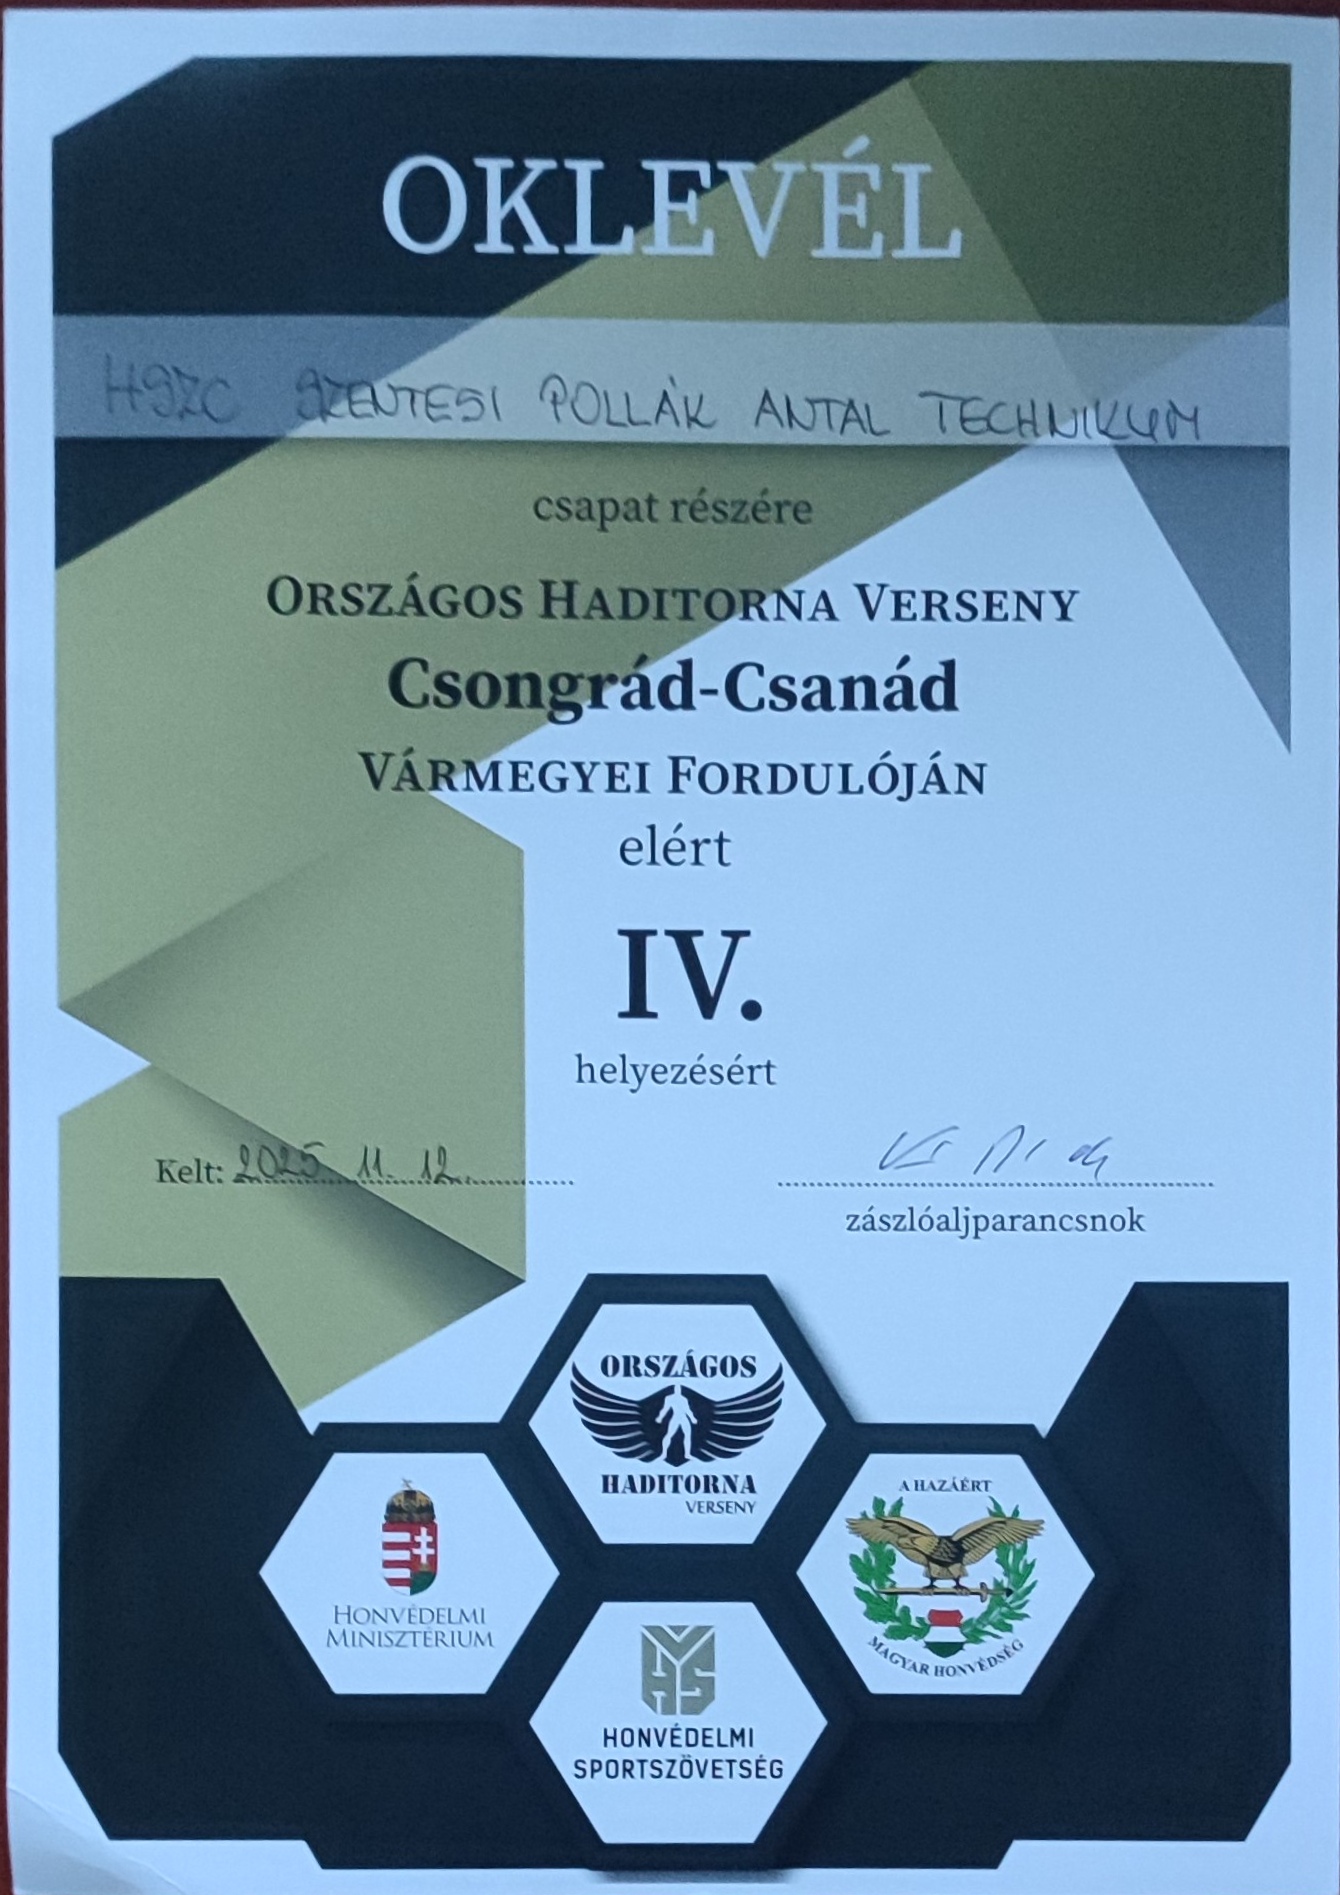 OKLEVÉL
HSZC SZENTESI POLLÁK ANTAL TECHNIKUM
csapat részére
ORSZÁGOS HADITORNA VERSENY
Csongrád-Csanád
VÁRMEGYEI FORDULÓJÁN
elért
IV.
helyezésért
Kelt: 2025 11. 12.
zászlóaljparancsnok
ORSZÁGOS
HADITORNA
VERSENY
HONVÉDELMI
MINISZTÉRIUM
A HAZÁÉRT
MAGYAR HONVÉDSÉG
HONVÉDELMI
SPORTSZÖVETSÉG